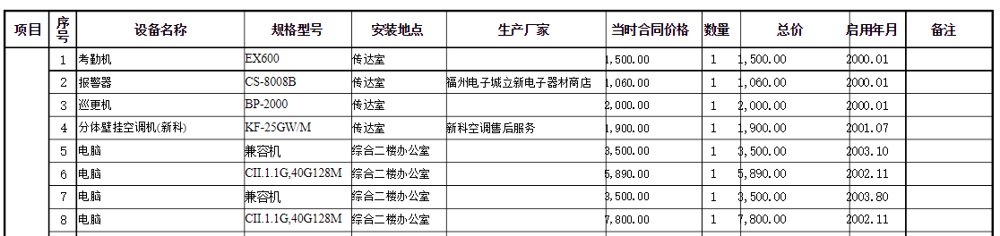 项目 序号 设备名称 规格型号 安装地点 生产厂家 当时合同价格 数量 总价 启用年月 备注
1 考勤机 EX600 传达室 1,500.00 1 1,500.00 2000.01
2 报警器 CS-8008B 传达室 福州电子城立新电子器材商店 1,060.00 1 1,060.00 2000.01
3 巡更机 BP-2000 传达室 2,000.00 1 2,000.00 2000.01
4 分体壁挂空调机(新科) KF-25GW/M 传达室 新科空调售后服务 1,900.00 1 1,900.00 2001.07
5 电脑 兼容机 综合二楼办公室 3,500.00 1 3,500.00 2003.10
6 电脑 CII.1.1G,40G128M 综合二楼办公室 5,890.00 1 5,890.00 2002.11
7 电脑 兼容机 综合二楼办公室 3,500.00 1 3,500.00 2003.80
8 电脑 CII.1.1G,40G128M 综合二楼办公室 7,800.00 1 7,800.00 2002.11